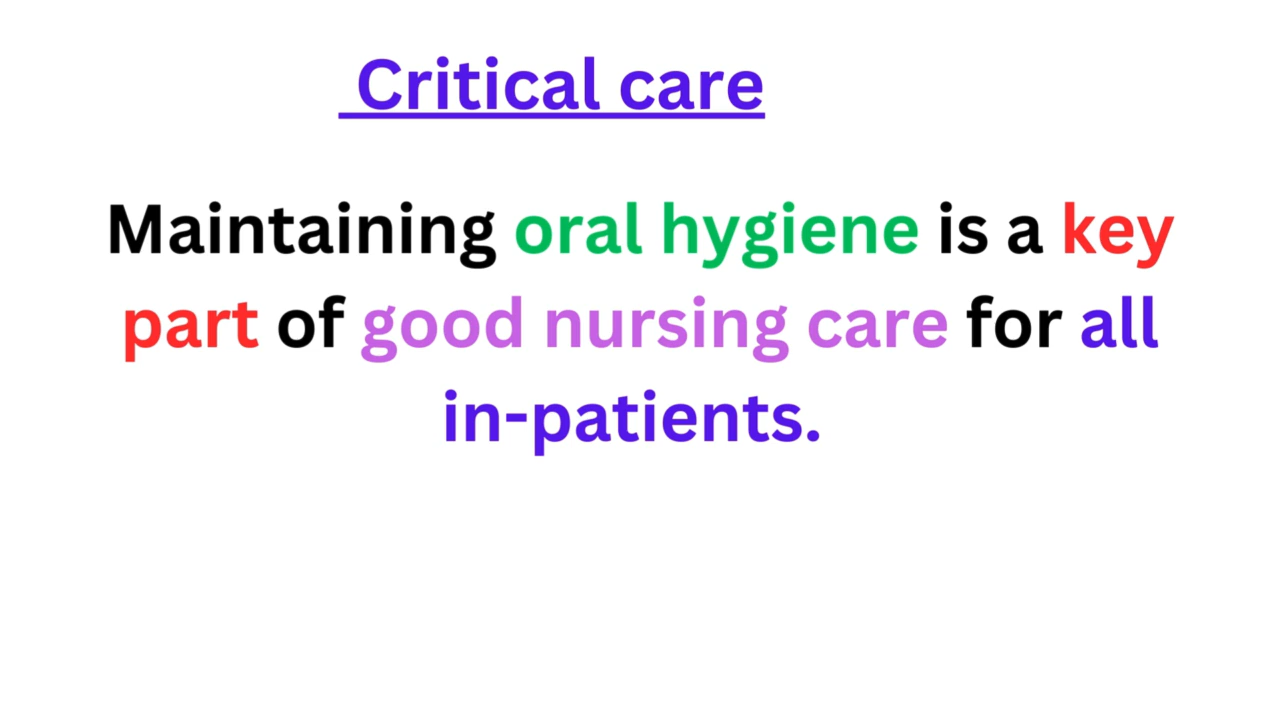 Critical care
Maintaining oral hygiene is a key
part of good nursing care for all
in-patients.